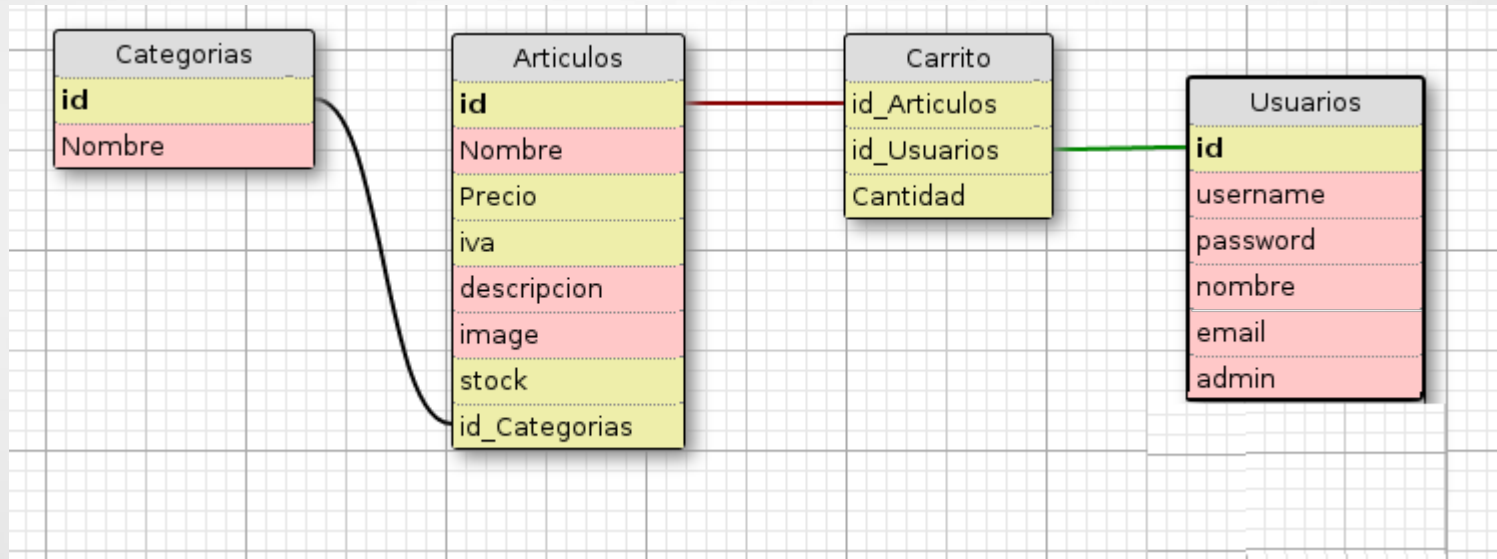 Categorias
id
Nombre
Articulos
id
Nombre
Precio
iva
descripcion
image
stock
id_Categorias
Carrito
id_Articulos
id_Usuarios
Cantidad
Usuarios
id
username
password
nombre
email
admin